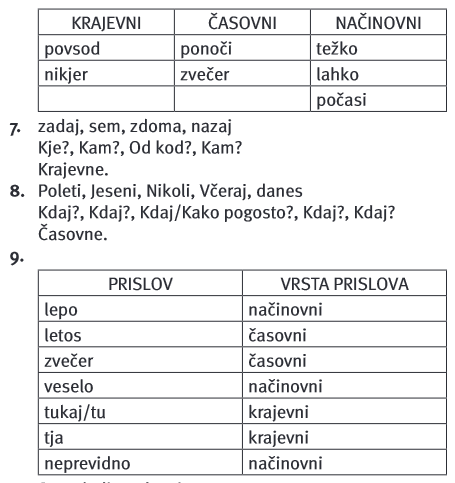 KRAJEVNI ČASOVNI NAČINOVNI
povsod ponoči težko
nikjer zvečer lahko
počasi
7. zadaj, sem, zdoma, nazaj
Kje?, Kam?, Od kod?, Kam?
Krajevne.
8. Poleti, Jeseni, Nikoli, Včeraj, danes
Kdaj?, Kdaj?, Kdaj/Kako pogosto?, Kdaj?, Kdaj?
Časovne.
9.
PRISLOV VRSTA PRISLOVA
lepo načinovni
letos časovni
zvečer časovni
veselo načinovni
tukaj/tu krajevni
tja krajevni
neprevidno načinovni